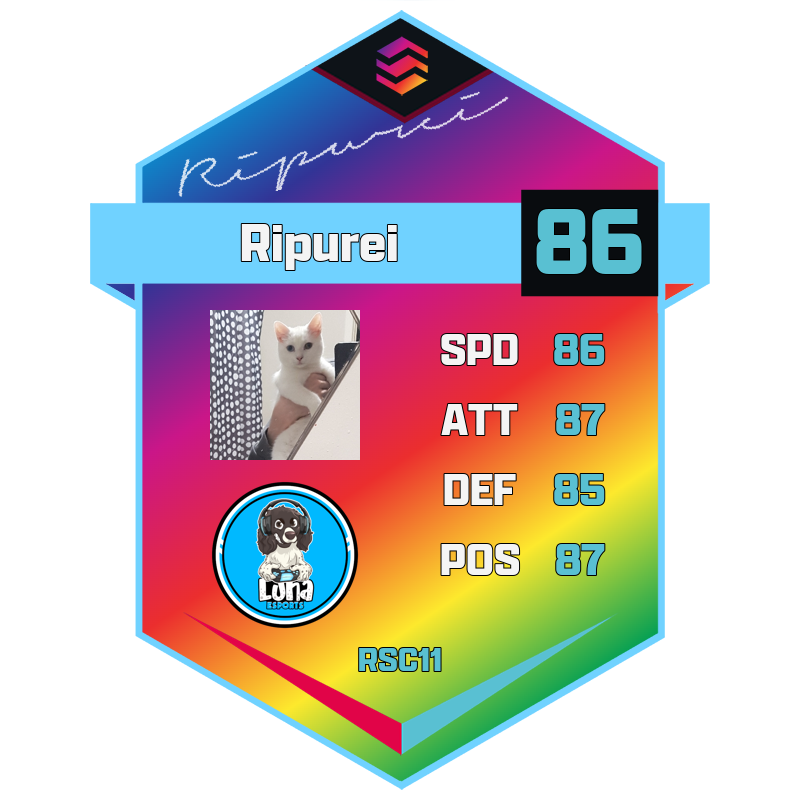 Ripurei
Ripurei
86
SPD 86
ATT 87
DEF 85
POS 87
Luna
ESPORTS
RSC11